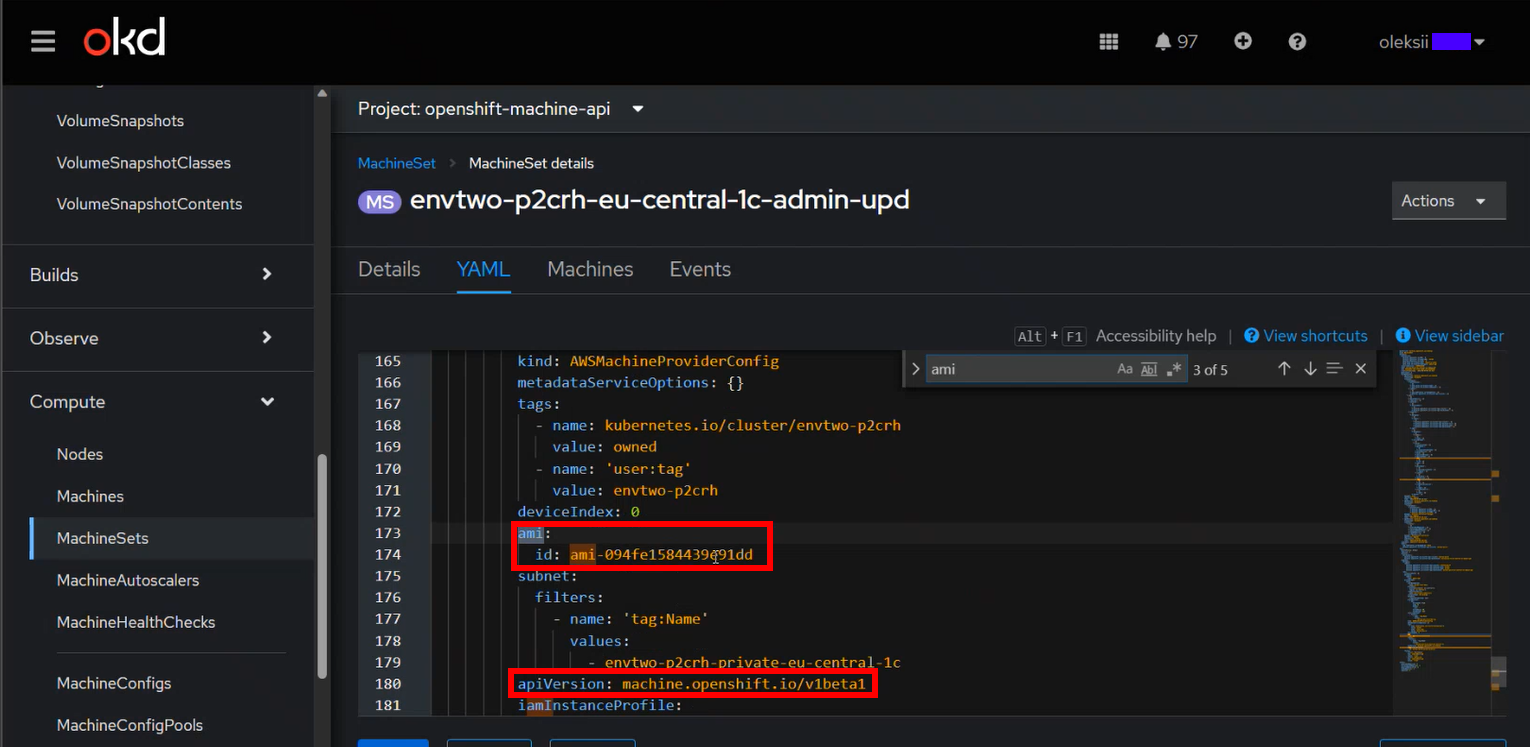 okd
97
oleksii
VolumeSnapshots
VolumeSnapshotClasses
VolumeSnapshotContents
Builds
Observe
Compute
Nodes
Machines
MachineSets
MachineAutoscalers
MachineHealthChecks
MachineConfigs
MachineConfigPools
Project: openshift-machine-api
MachineSet > MachineSet details
MS envtwo-p2crh-eu-central-1c-admin-upd
Actions
Details YAML Machines Events
Alt + F1 Accessibility help | View shortcuts | View sidebar
ami Aa Abl .* 3 of 5
165 kind: AWSMachineProviderConfig
166 metadataServiceOptions: {}
167 tags:
168 - name: kubernetes.io/cluster/envtwo-p2crh
169 value: owned
170 - name: 'user:tag'
171 value: envtwo-p2crh
172 deviceIndex: 0
173 ami:
174 id: ami-094fe1584439e91dd
175 subnet:
176 filters:
177 - name: 'tag:Name'
178 values:
179 - envtwo-p2crh-private-eu-central-1c
180 apiVersion: machine.openshift.io/v1beta1
181 iamInstanceProfile: